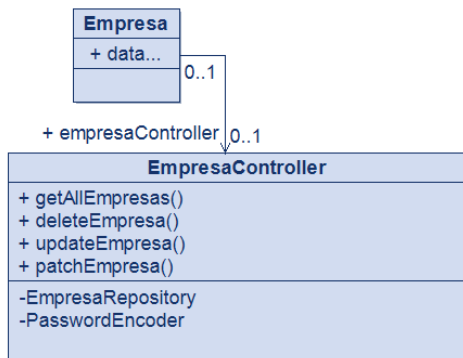 Empresa
+ data...
0..1
+ empresaController
0..1
EmpresaController
+ getAllEmpresas()
+ deleteEmpresa()
+ updateEmpresa()
+ patchEmpresa()
-EmpresaRepository
-PasswordEncoder